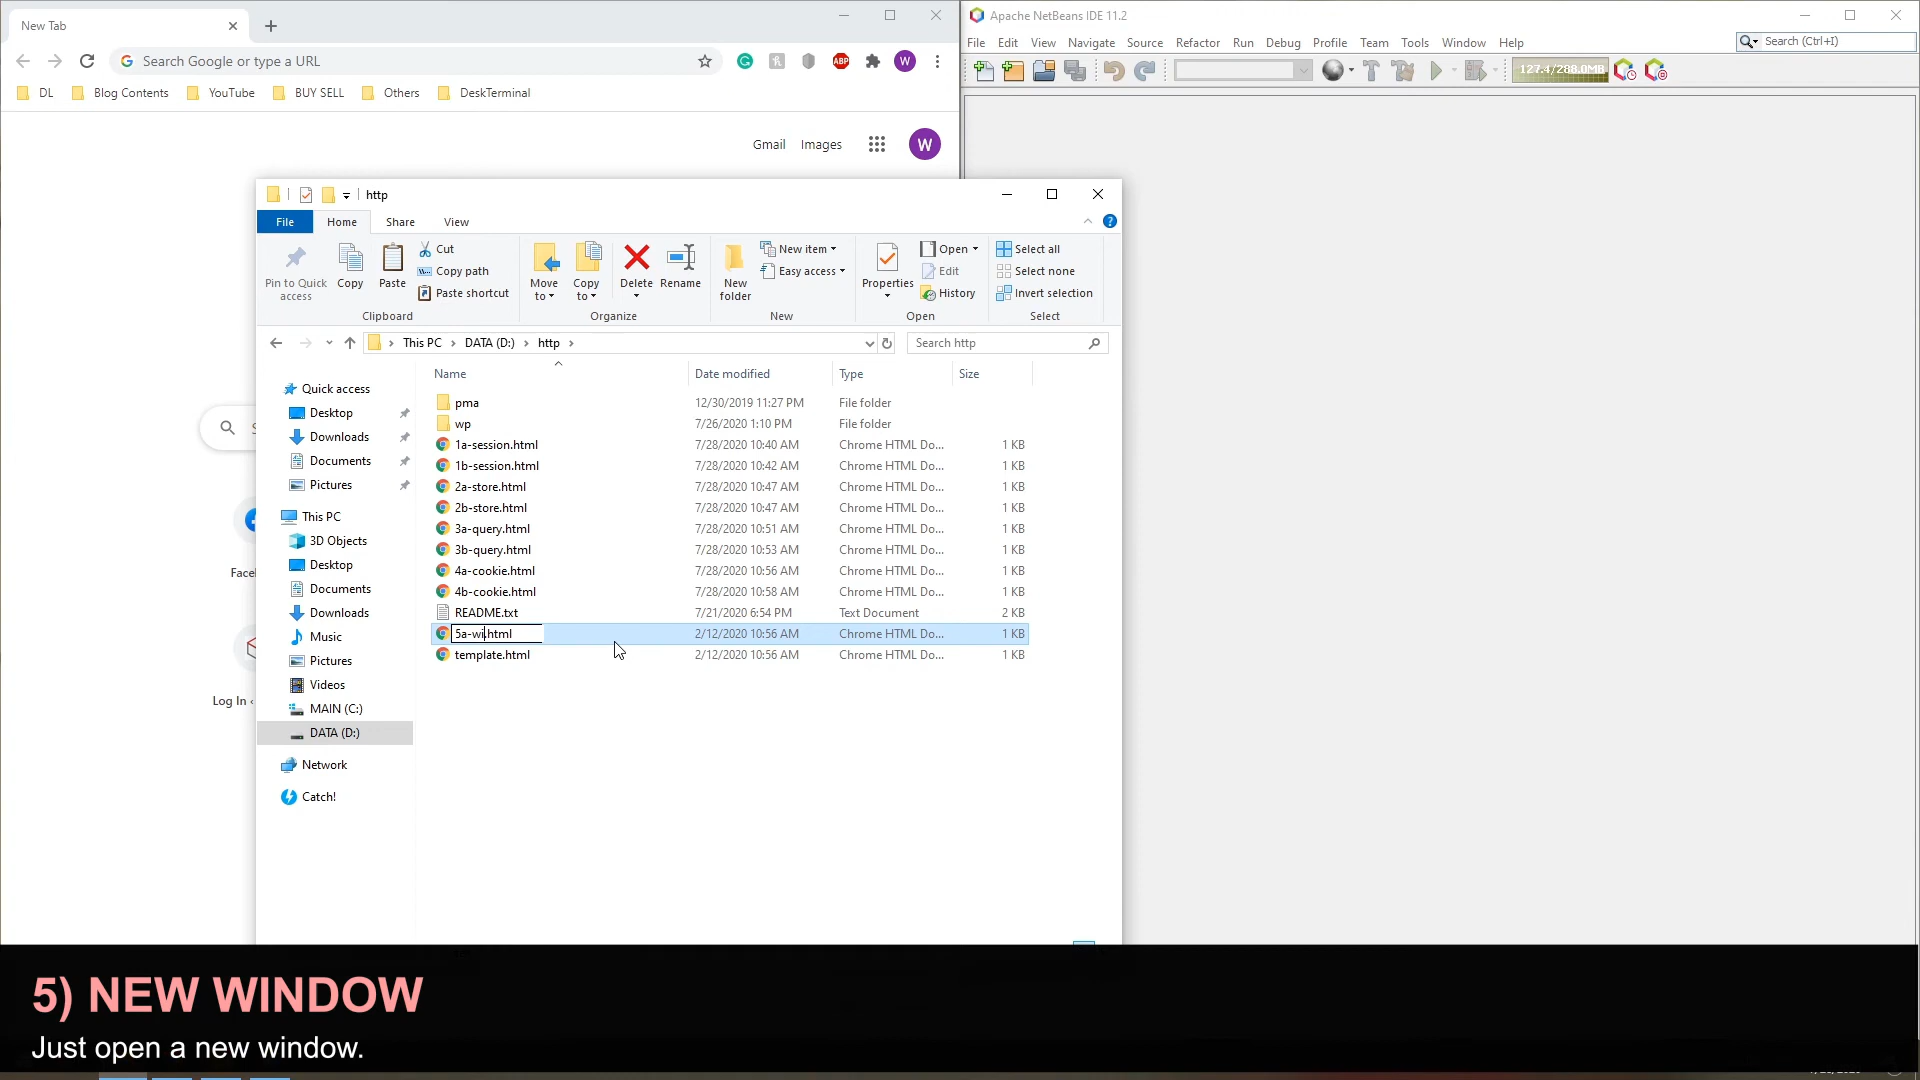 New Tab
Search Google or type a URL
ABP
W
DL
Blog Contents
YouTube
BUY SELL
Others
DeskTerminal
Gmail
Images
W
Apache NetBeans IDE 11.2
File Edit View Navigate Source Refactor Run Debug Profile Team Tools Window Help
Search (Ctrl+I)
127.4/288.0MB
http
File
Home
Share
View
Pin to Quick access
Copy
Paste
Cut
Copy path
Paste shortcut
Clipboard
Move to
Copy to
Delete
Rename
Organize
New folder
New item
Easy access
New
Properties
Open
Edit
History
Open
Select all
Select none
Invert selection
Select
This PC > DATA (D:) > http >
Search http
Name Date modified Type Size
Quick access
Desktop
Downloads
Documents
Pictures
This PC
3D Objects
Desktop
Documents
Downloads
Music
Pictures
Videos
MAIN (C:)
DATA (D:)
Network
Catch!
pma 12/30/2019 11:27 PM File folder
wp 7/26/2020 1:10 PM File folder
1a-session.html 7/28/2020 10:40 AM Chrome HTML Do... 1 KB
1b-session.html 7/28/2020 10:42 AM Chrome HTML Do... 1 KB
2a-store.html 7/28/2020 10:47 AM Chrome HTML Do... 1 KB
2b-store.html 7/28/2020 10:47 AM Chrome HTML Do... 1 KB
3a-query.html 7/28/2020 10:51 AM Chrome HTML Do... 1 KB
3b-query.html 7/28/2020 10:53 AM Chrome HTML Do... 1 KB
4a-cookie.html 7/28/2020 10:56 AM Chrome HTML Do... 1 KB
4b-cookie.html 7/28/2020 10:58 AM Chrome HTML Do... 1 KB
README.txt 7/21/2020 6:54 PM Text Document 2 KB
5a-wi.html 2/12/2020 10:56 AM Chrome HTML Do... 1 KB
template.html 2/12/2020 10:56 AM Chrome HTML Do... 1 KB
Log In
5) NEW WINDOW
Just open a new window.